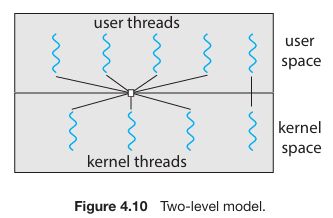 user threads
user
space
kernel
space
kernel threads
Figure 4.10 Two-level model.